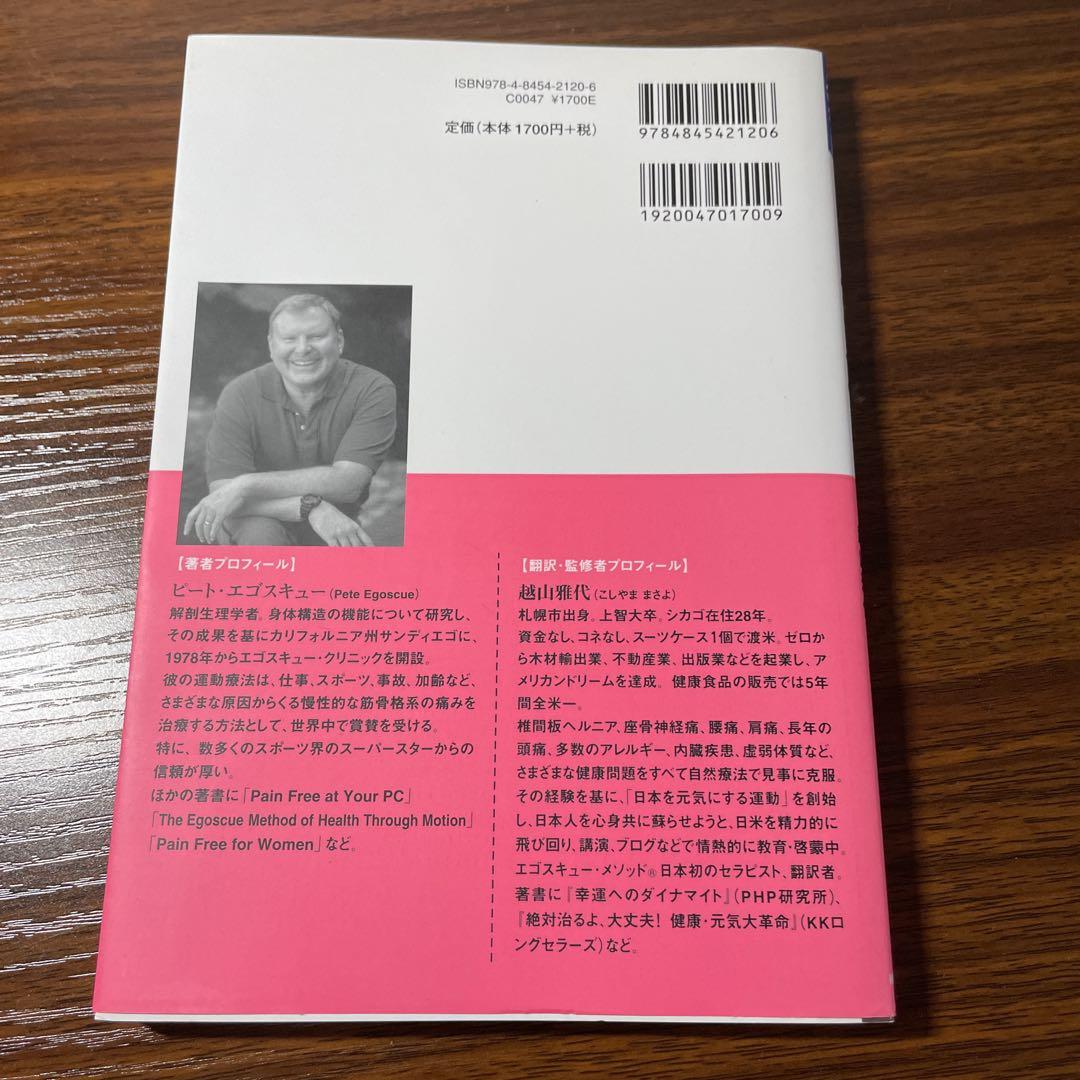 ISBN978-4-8454-2120-6
C0047 ¥1700E
定価(本体1700円+税)
9784845421206
1920047017009
【著者プロフィール】
ピート・エゴスキュー(Pete Egoscue)
解剖生理学者。身体構造の機能について研究し、
その成果を基にカリフォルニア州サンディエゴに、
1978年からエゴスキュー・クリニックを開設。
彼の運動療法は、仕事、スポーツ、事故、加齢など、
さまざまな原因からくる慢性的な筋骨格系の痛みを
治療する方法として、世界中で賞賛を受ける。
特に、数多くのスポーツ界のスーパースターからの
信頼が厚い。
ほかの著書に「Pain Free at Your PC」
「The Egoscue Method of Health Through Motion」
「Pain Free for Women」など。
【翻訳・監修者プロフィール】
越山雅代(こしやま まさよ)
札幌市出身。上智大卒。シカゴ在住28年。
資金なし、コネなし、スーツケース1個で渡米。ゼロか
ら木材輸出業、不動産業、出版業などを起業し、ア
メリカンドリームを達成。健康食品の販売では5年
間全米一。
椎間板ヘルニア、座骨神経痛、腰痛、肩痛、長年の
頭痛、多数のアレルギー、内臓疾患、虚弱体質など、
さまざまな健康問題をすべて自然療法で見事に克服。
その経験を基に、「日本を元気にする運動」を創始
し、日本人を心身共に蘇らせようと、日米を精力的に
飛び回り、講演、ブログなどで情熱的に教育・啓蒙中。
エゴスキュー・メソッド®日本初のセラピスト、翻訳者。
著書に『幸運へのダイナマイト』(PHP研究所)、
『絶対治るよ、大丈夫! 健康・元気大革命』(KKロ
ングセラーズ)など。